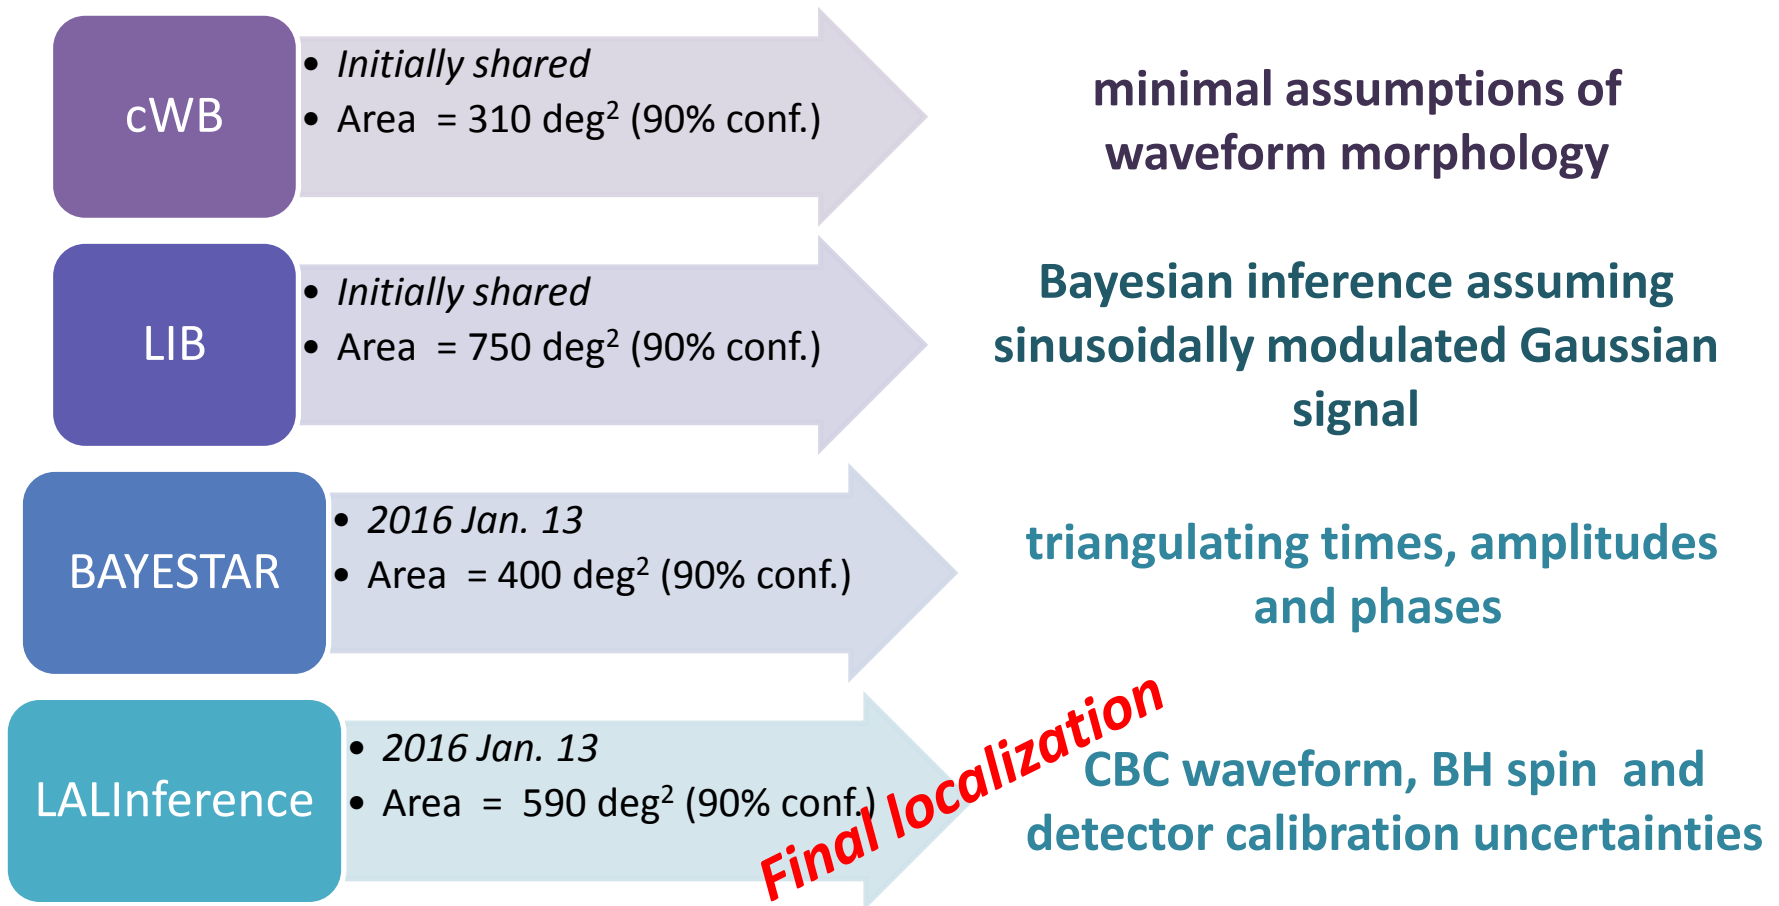 cWB
• Initially shared
• Area = 310 deg² (90% conf.)
minimal assumptions of
waveform morphology
LIB
• Initially shared
• Area = 750 deg² (90% conf.)
Bayesian inference assuming
sinusoidally modulated Gaussian
signal
BAYESTAR
• 2016 Jan. 13
• Area = 400 deg² (90% conf.)
triangulating times, amplitudes
and phases
LALInference
• 2016 Jan. 13
• Area = 590 deg² (90% conf.)
Final localization
CBC waveform, BH spin and
detector calibration uncertainties